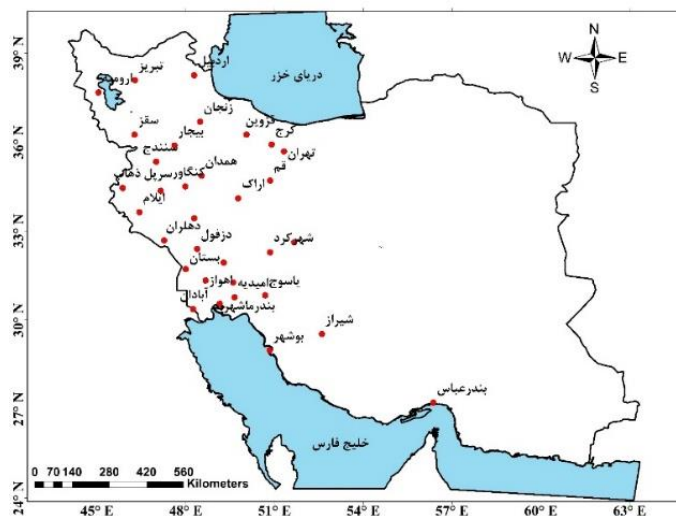 N
W E
S
39° N
36° N
33° N
30° N
27° N
24° N
دریای خزر
اردبیل
تبریز
ارومیه
زنجان
قزوین
کرج
تهران
سقز
بیجار
سنندج
همدان
قم
کنگاور
سرپل ذهاب
اراک
ایلام
دهلران
دزفول
شهرکرد
بستان
اهواز
امیدیه
یاسوج
آبادان
بندرماهشهر
شیراز
بوشهر
بندرعباس
خلیج فارس
0 70 140 280 420 560
Kilometers
45° E 48° E 51° E 54° E 57° E 60° E 63° E